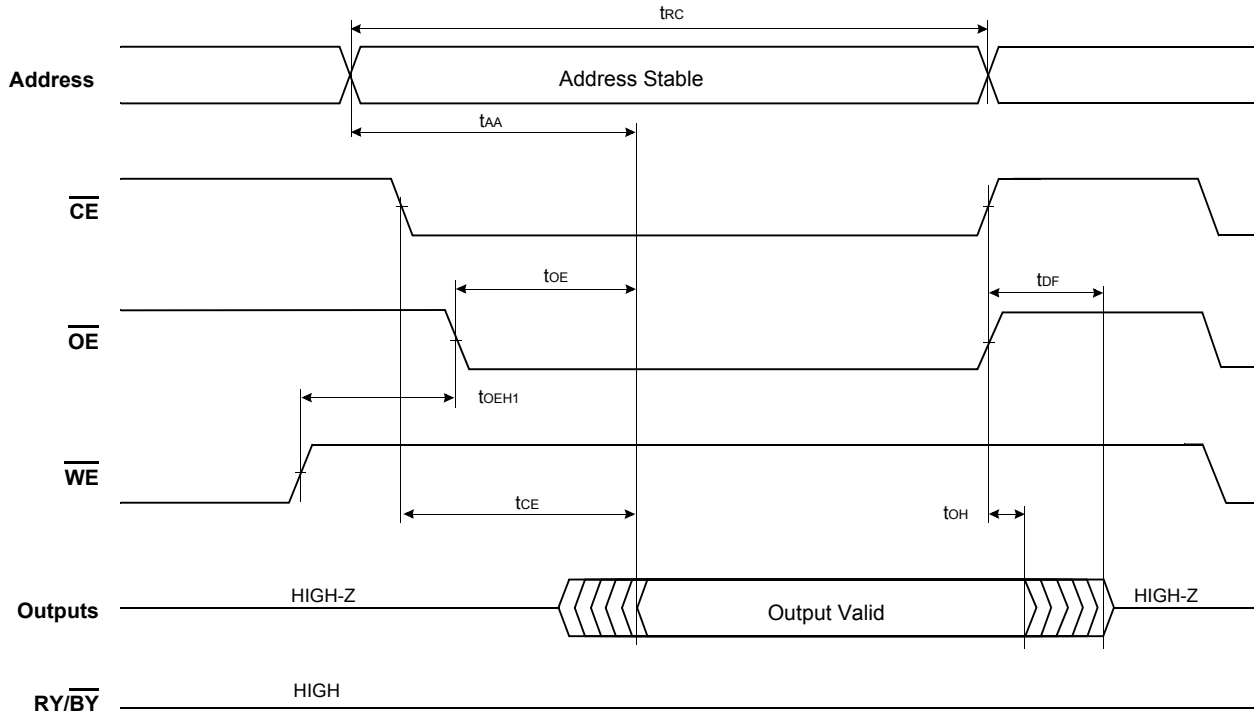 tRC
Address
Address Stable
tAA
CE
tOE
tDF
OE
tOEH1
WE
tCE
tOH
HIGH-Z
HIGH-Z
Outputs
Output Valid
HIGH
RY/BY